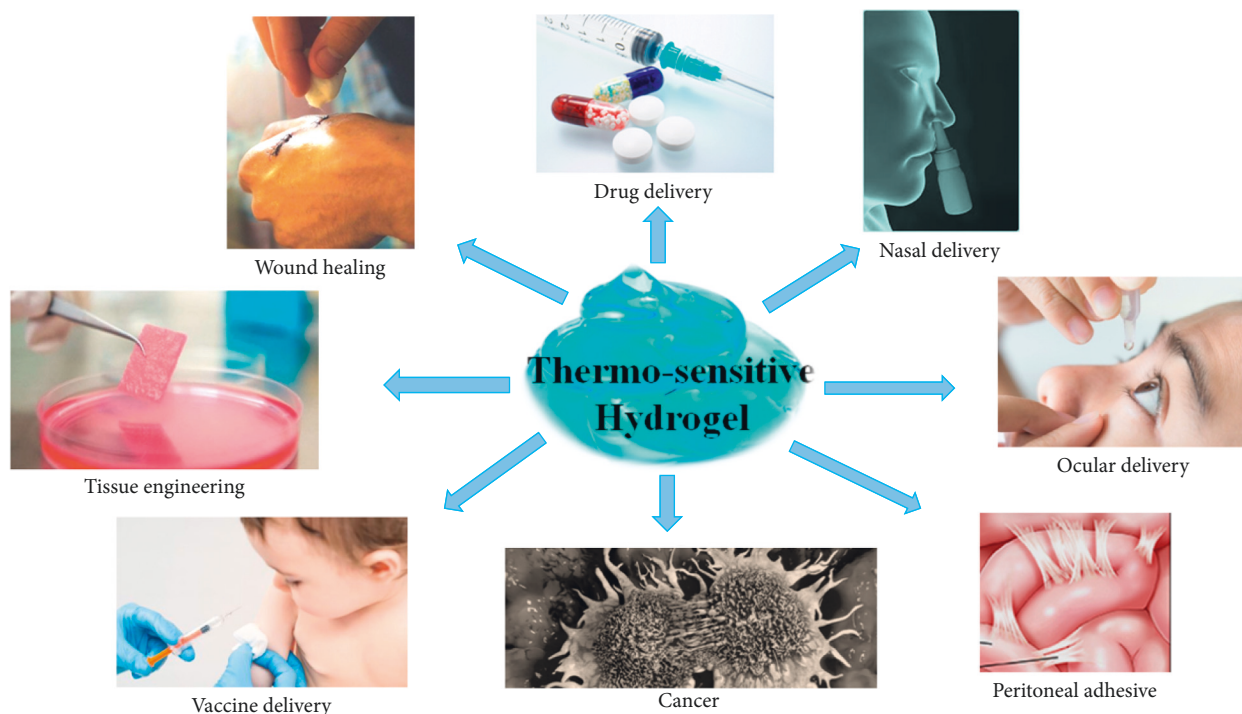 Drug delivery
Nasal delivery
Wound healing
Thermo-sensitive
Hydrogel
Ocular delivery
Tissue engineering
Peritoneal adhesive
Cancer
Vaccine delivery